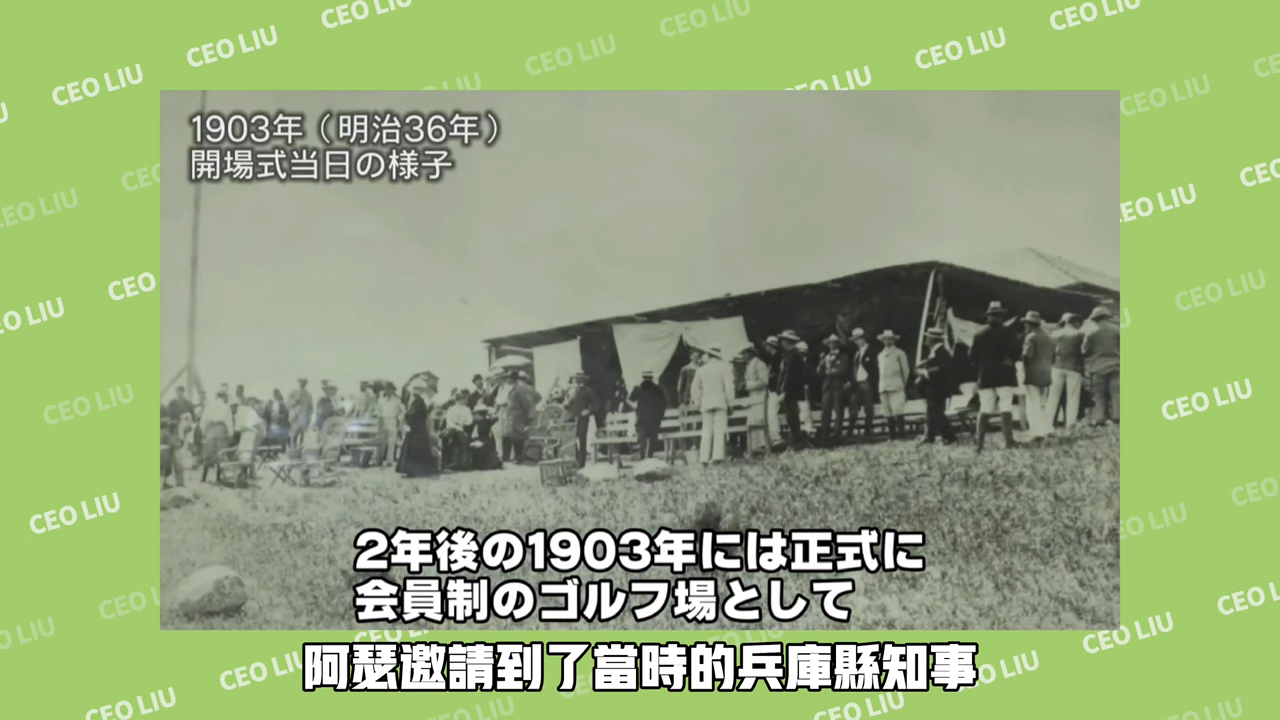 1903年（明治36年）
開場式当日の様子
2年後の1903年には正式に
会員制のゴルフ場として
阿瑟邀請到了當時的兵庫縣知事
CEO LIU